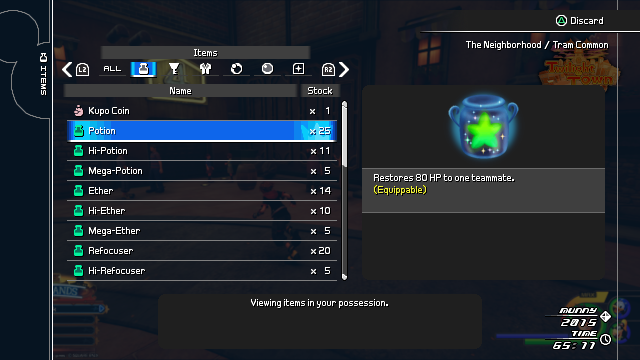 Discard
The Neighborhood / Tram Common
Twilight Town
ITEMS
Items
L2 ALL R2
Name Stock
Kupo Coin x 1
Potion x 25
Hi-Potion x 11
Mega-Potion x 5
Ether x 14
Hi-Ether x 10
Mega-Ether x 5
Refocuser x 20
Hi-Refocuser x 5
Restores 80 HP to one teammate.
(Equippable)
Viewing items in your possession.
MUNNY
2015
TIME
65:11